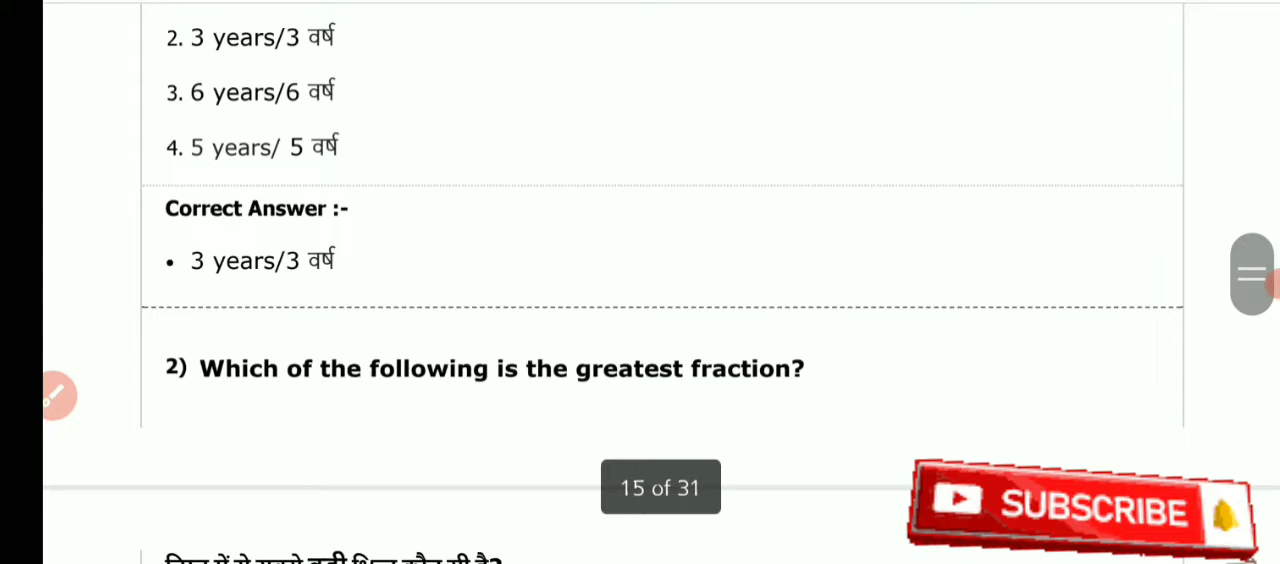 2. 3 years/3 वर्ष
3. 6 years/6 वर्ष
4. 5 years/ 5 वर्ष
Correct Answer :-
• 3 years/3 वर्ष
2) Which of the following is the greatest fraction?
15 of 31
SUBSCRIBE